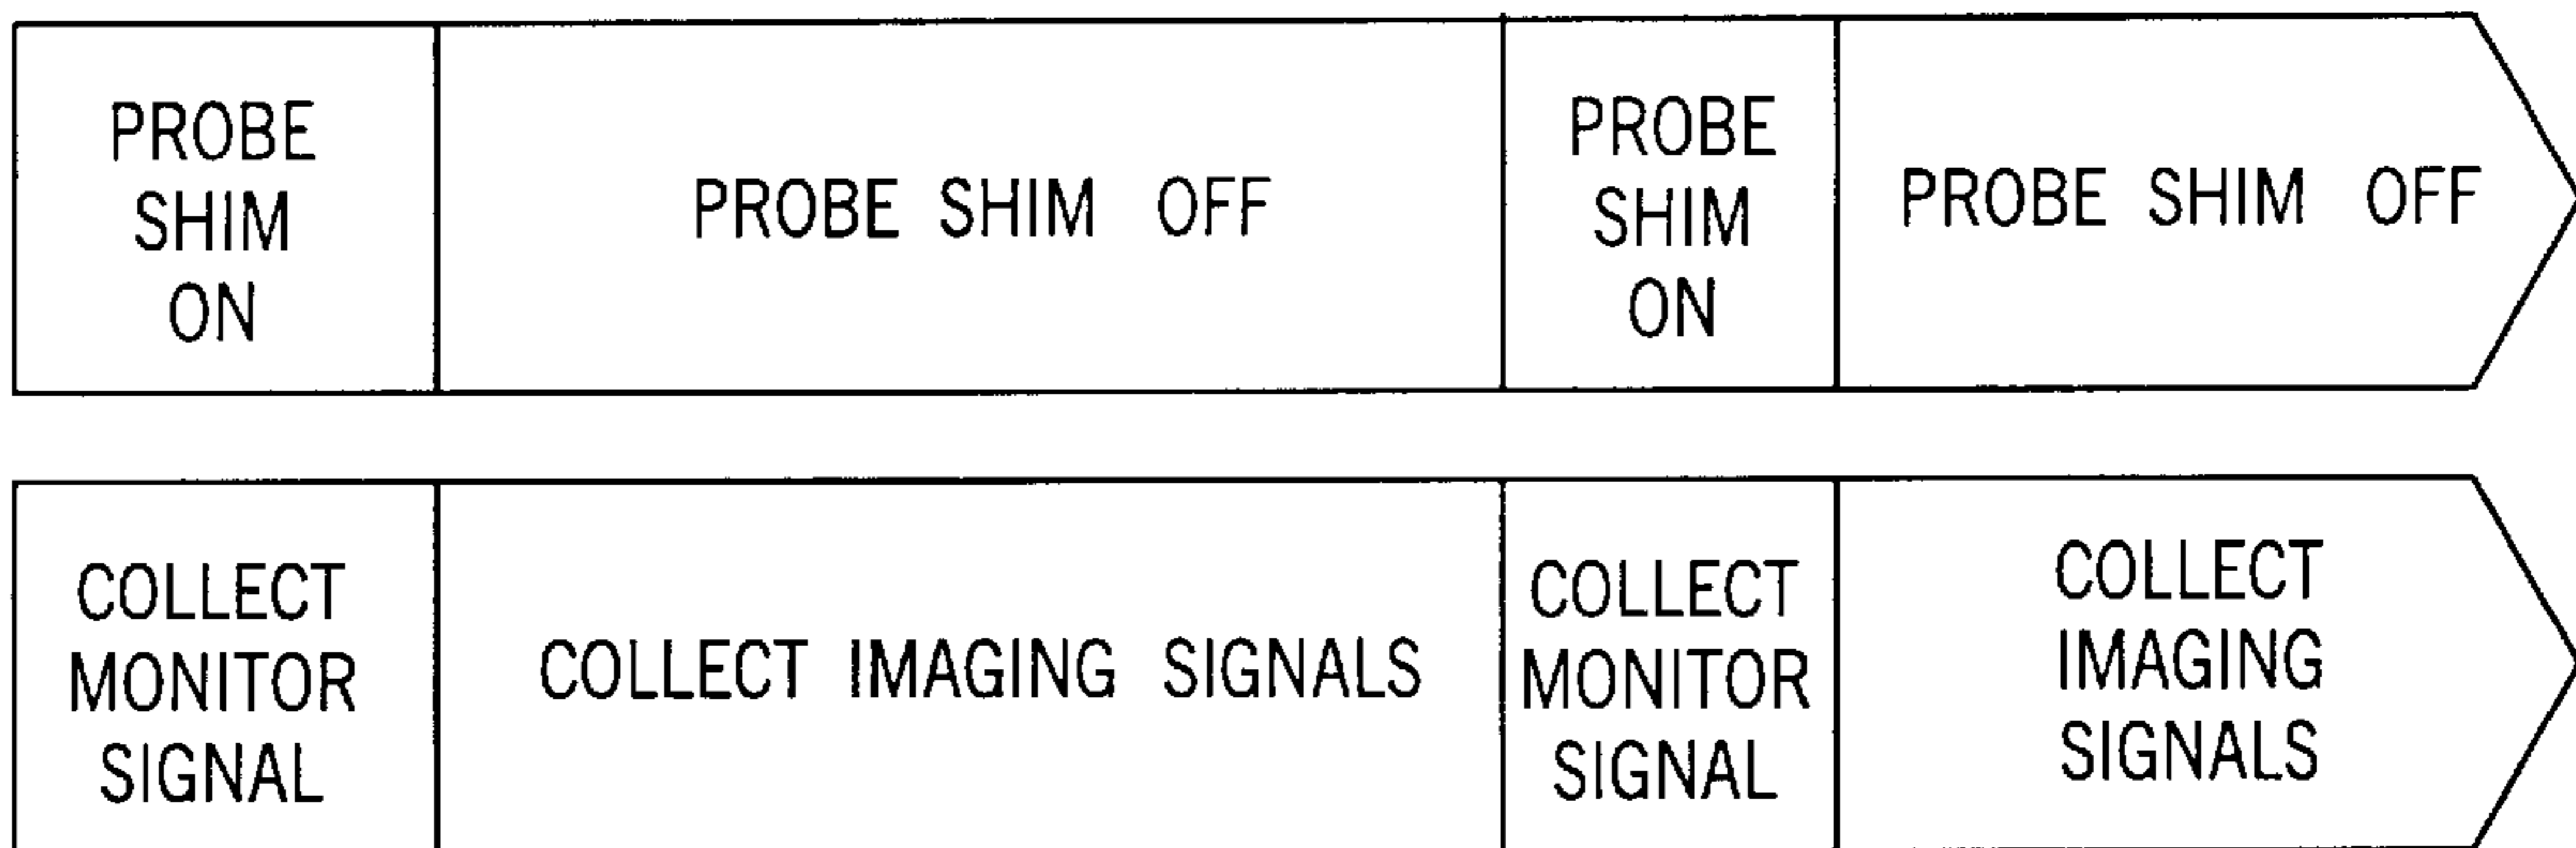 PROBE
SHIM
ON
PROBE SHIM OFF
PROBE
SHIM
ON
PROBE SHIM OFF
COLLECT
MONITOR
SIGNAL
COLLECT IMAGING SIGNALS
COLLECT
MONITOR
SIGNAL
COLLECT
IMAGING
SIGNALS